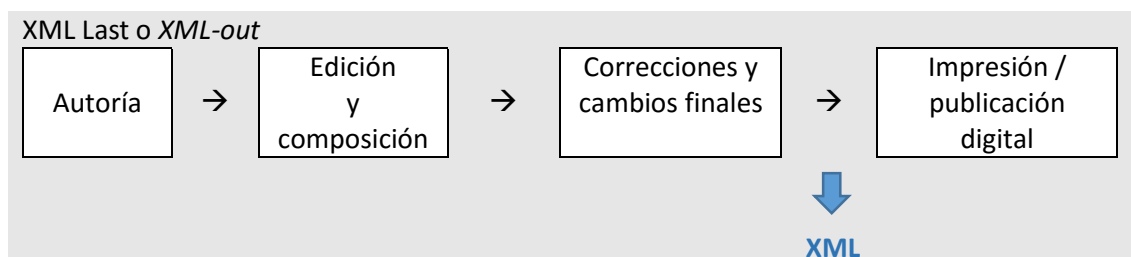 XML Last o XML-out
Autoría
→
Edición
y
composición
→
Correcciones y
cambios finales
→
Impresión /
publicación
digital
XML